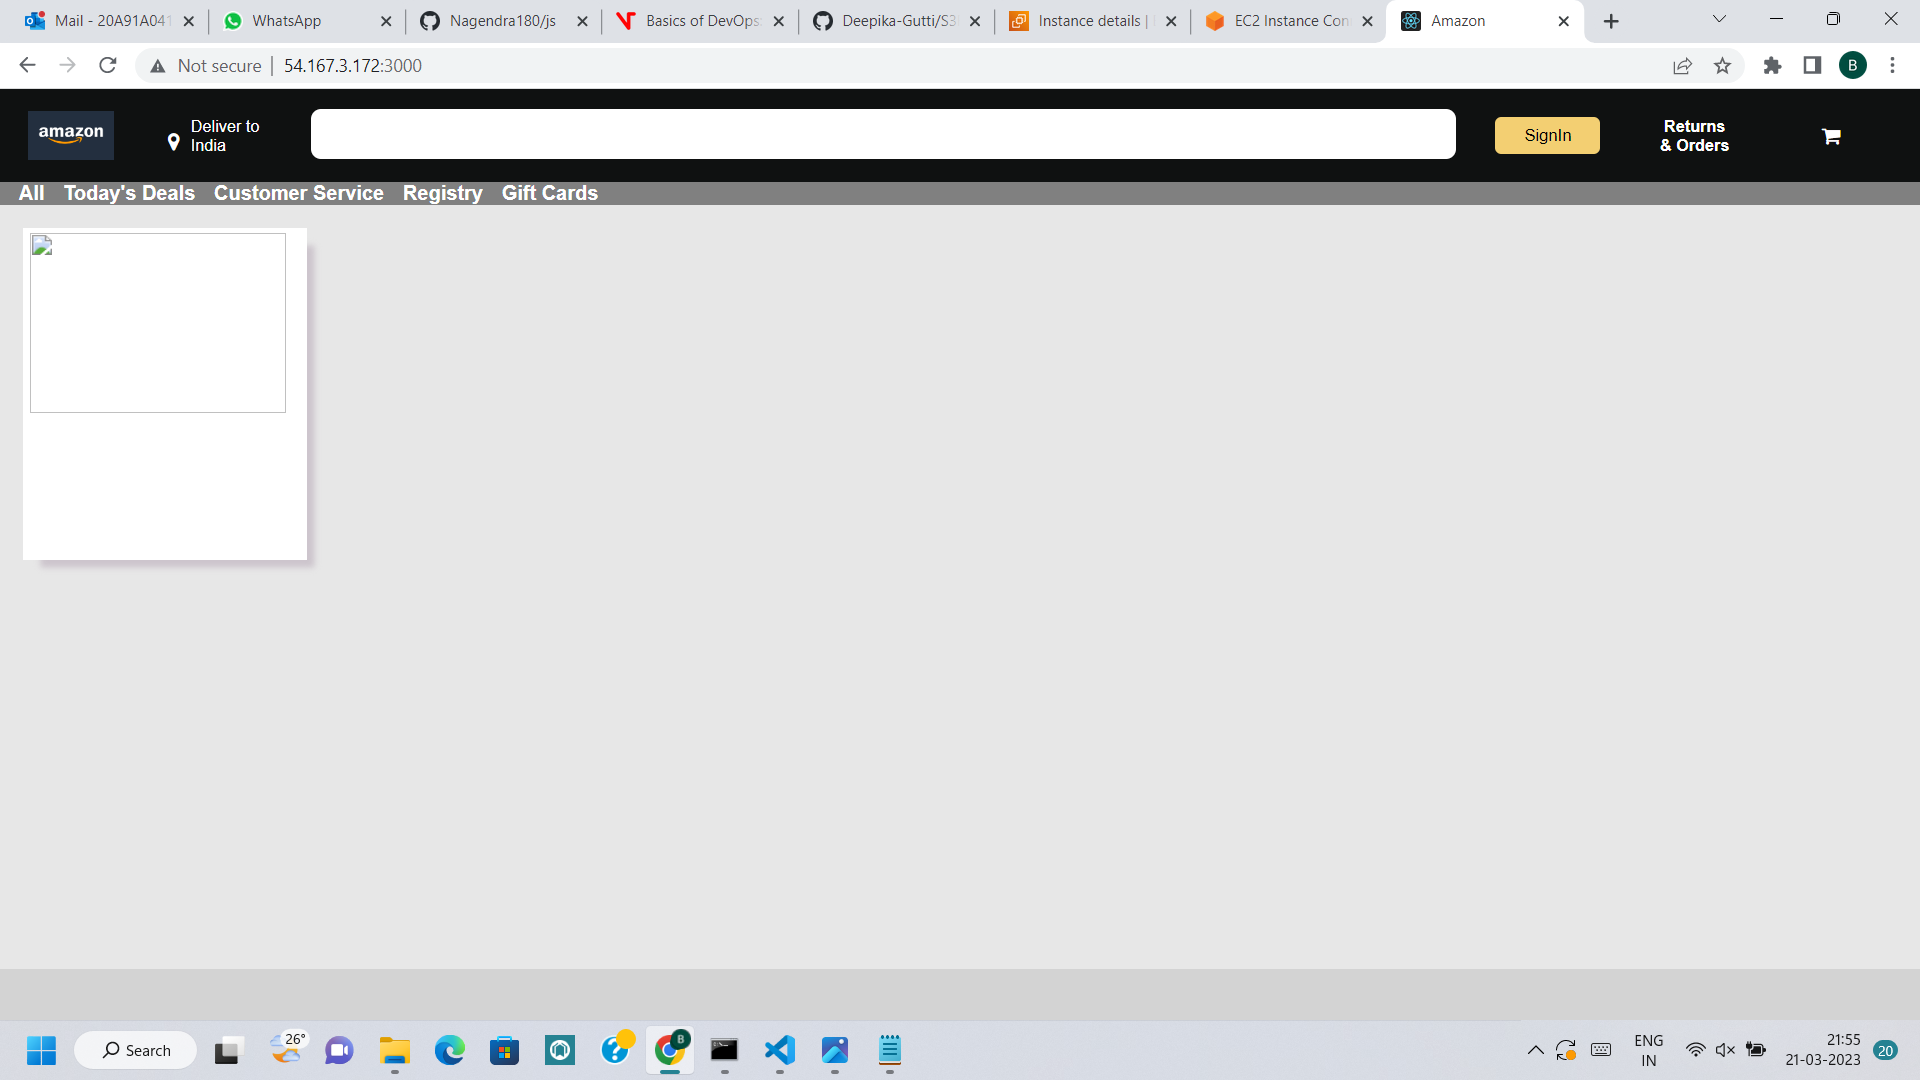 Mail - 20A91A041
WhatsApp
Nagendra180/js
Basics of DevOps
Deepika-Gutti/S3
Instance details |
EC2 Instance Con
Amazon
Not secure
54.167.3.172:3000
B
amazon
Deliver to
India
SignIn
Returns
& Orders
All Today's Deals Customer Service Registry Gift Cards
Search
26°
B
ENG
IN
21:55
21-03-2023
20